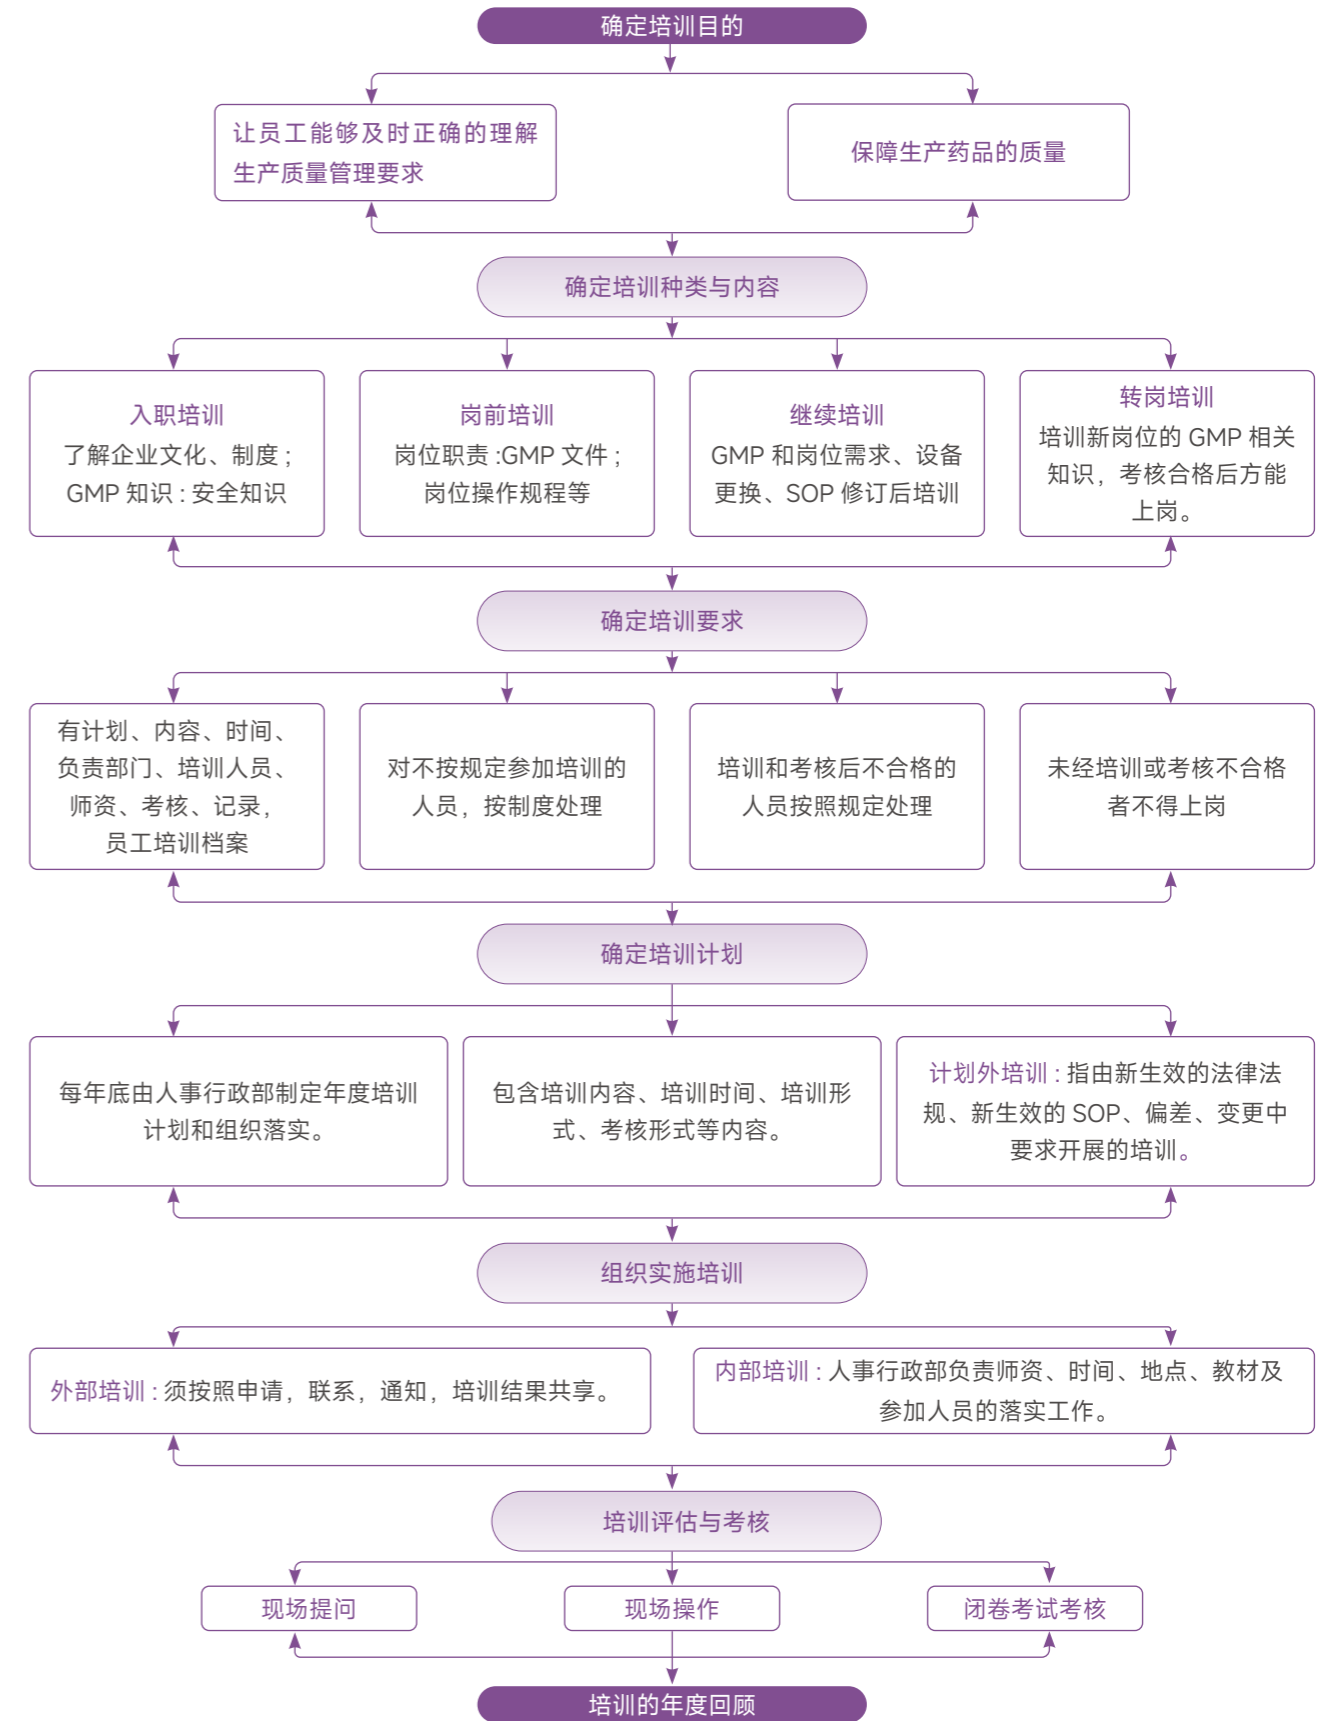 确定培训目的
让员工能够及时正确的理解
生产质量管理要求
保障生产药品的质量
确定培训种类与内容
入职培训
了解企业文化、制度;
GMP 知识 : 安全知识
岗前培训
岗位职责 :GMP 文件 ;
岗位操作规程等
继续培训
GMP 和岗位需求、设备
更换、SOP 修订后培训
转岗培训
培训新岗位的 GMP 相关
知识，考核合格后方能
上岗。
确定培训要求
有计划、内容、时间、
负责部门、培训人员、
师资、考核、记录，
员工培训档案
对不按规定参加培训的
人员，按制度处理
培训和考核后不合格的
人员按照规定处理
未经培训或考核不合格
者不得上岗
确定培训计划
每年底由人事行政部制定年度培训
计划和组织落实。
包含培训内容、培训时间、培训形
式、考核形式等内容。
计划外培训 : 指由新生效的法律法
规、新生效的 SOP、偏差、变更中
要求开展的培训。
组织实施培训
外部培训 : 须按照申请，联系，通知，培训结果共享。
内部培训 : 人事行政部负责师资、时间、地点、教材及
参加人员的落实工作。
培训评估与考核
现场提问
现场操作
闭卷考试考核
培训的年度回顾